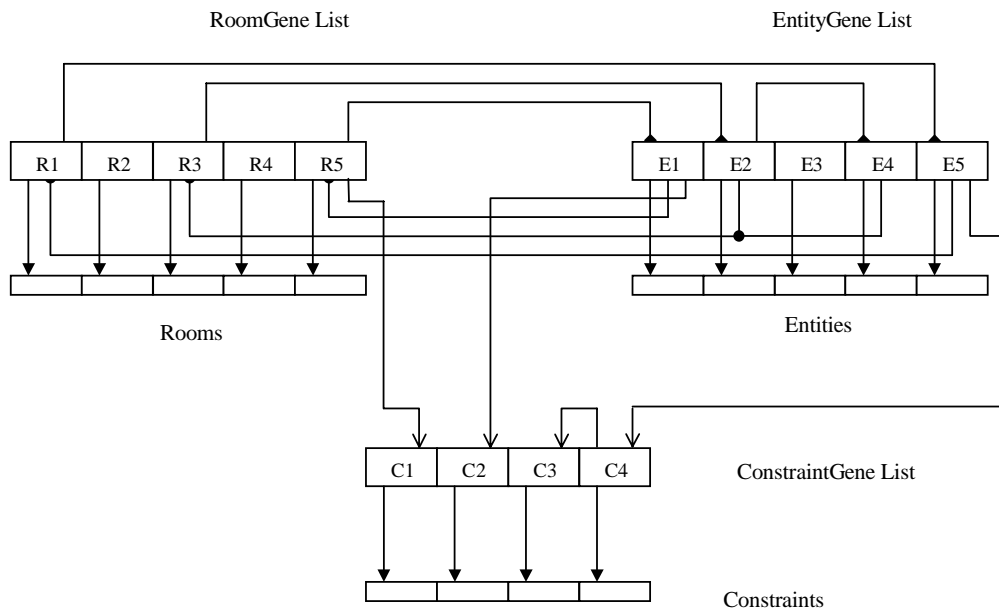 RoomGene List
EntityGene List
R1 R2 R3 R4 R5
E1 E2 E3 E4 E5
Rooms
Entities
C1 C2 C3 C4
ConstraintGene List
Constraints